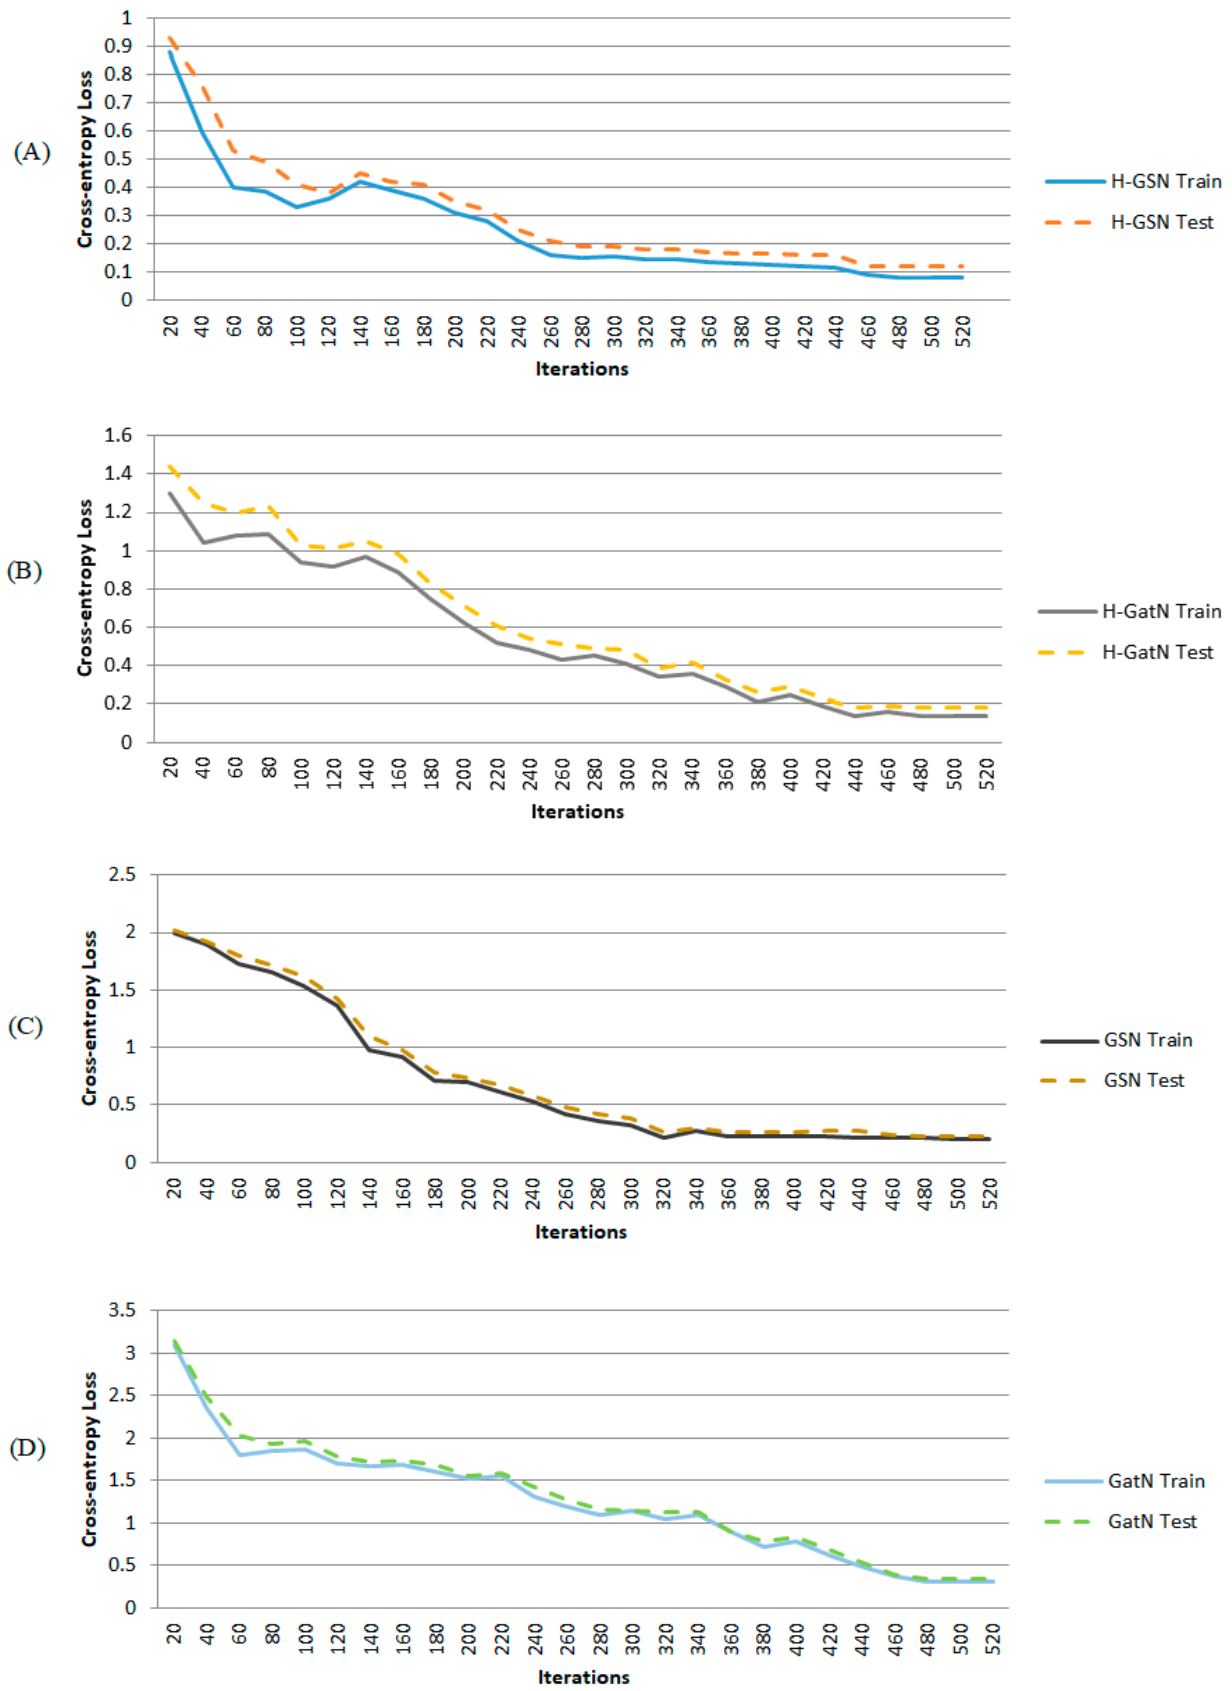 (A)
Cross-entropy Loss
1
0.9
0.8
0.7
0.6
0.5
0.4
0.3
0.2
0.1
0
20 40 60 80 100 120 140 160 180 200 220 240 260 280 300 320 340 360 380 400 420 440 460 480 500 520
Iterations
H-GSN Train
H-GSN Test
(B)
Cross-entropy Loss
1.6
1.4
1.2
1
0.8
0.6
0.4
0.2
0
20 40 60 80 100 120 140 160 180 200 220 240 260 280 300 320 340 360 380 400 420 440 460 480 500 520
Iterations
H-GatN Train
H-GatN Test
(C)
Cross-entropy Loss
2.5
2
1.5
1
0.5
0
20 40 60 80 100 120 140 160 180 200 220 240 260 280 300 320 340 360 380 400 420 440 460 480 500 520
Iterations
GSN Train
GSN Test
(D)
Cross-entropy Loss
3.5
3
2.5
2
1.5
1
0.5
0
20 40 60 80 100 120 140 160 180 200 220 240 260 280 300 320 340 360 380 400 420 440 460 480 500 520
Iterations
GatN Train
GatN Test